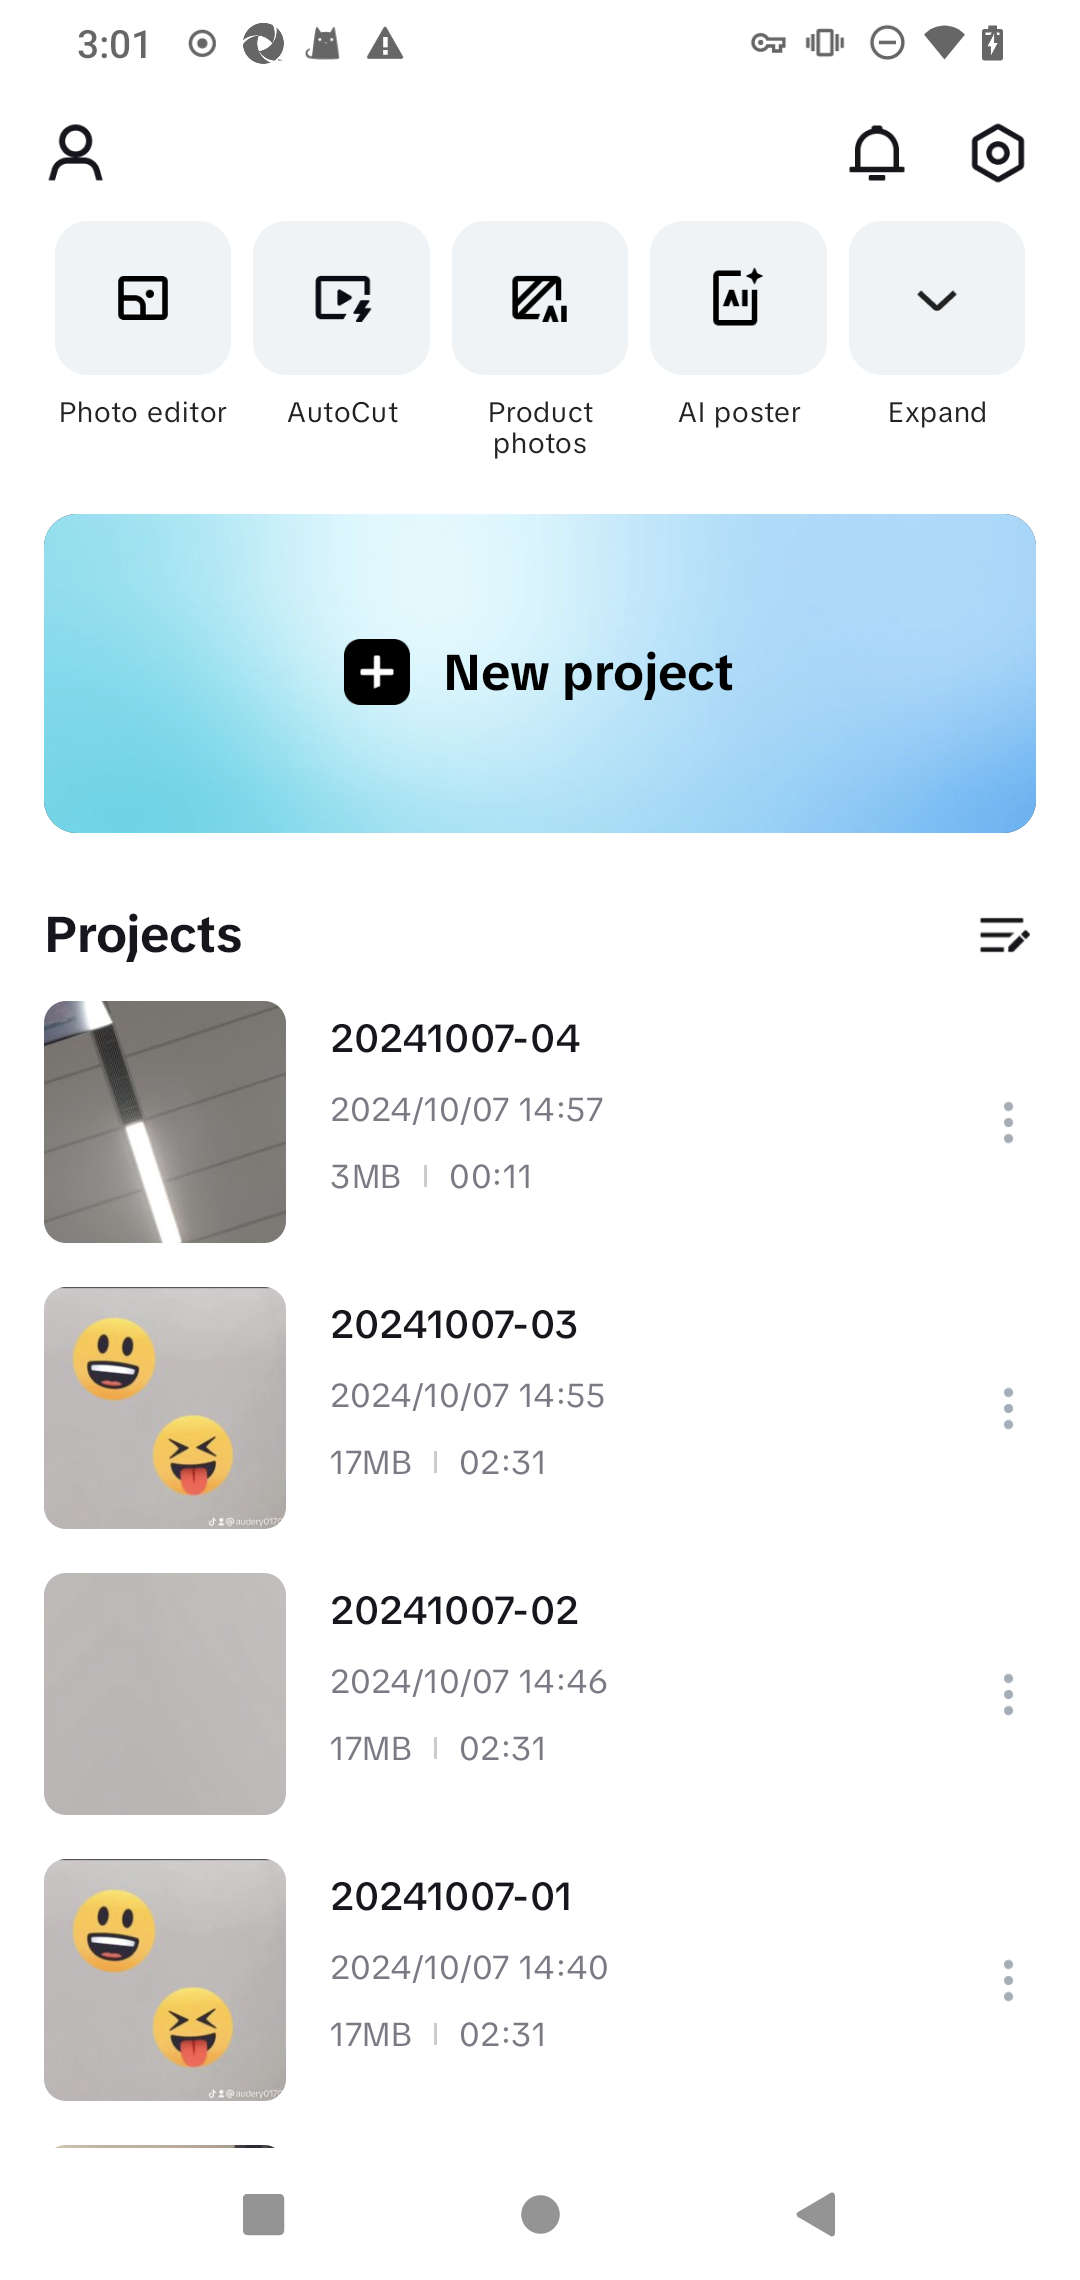 3:01
Photo editor
AutoCut
Product
photos
AI
AI poster
Expand
New project
Projects
20241007-04
2024/10/07 14:57
3MB | 00:11
20241007-03
2024/10/07 14:55
17MB | 02:31
20241007-02
2024/10/07 14:46
17MB | 02:31
20241007-01
2024/10/07 14:40
17MB | 02:31